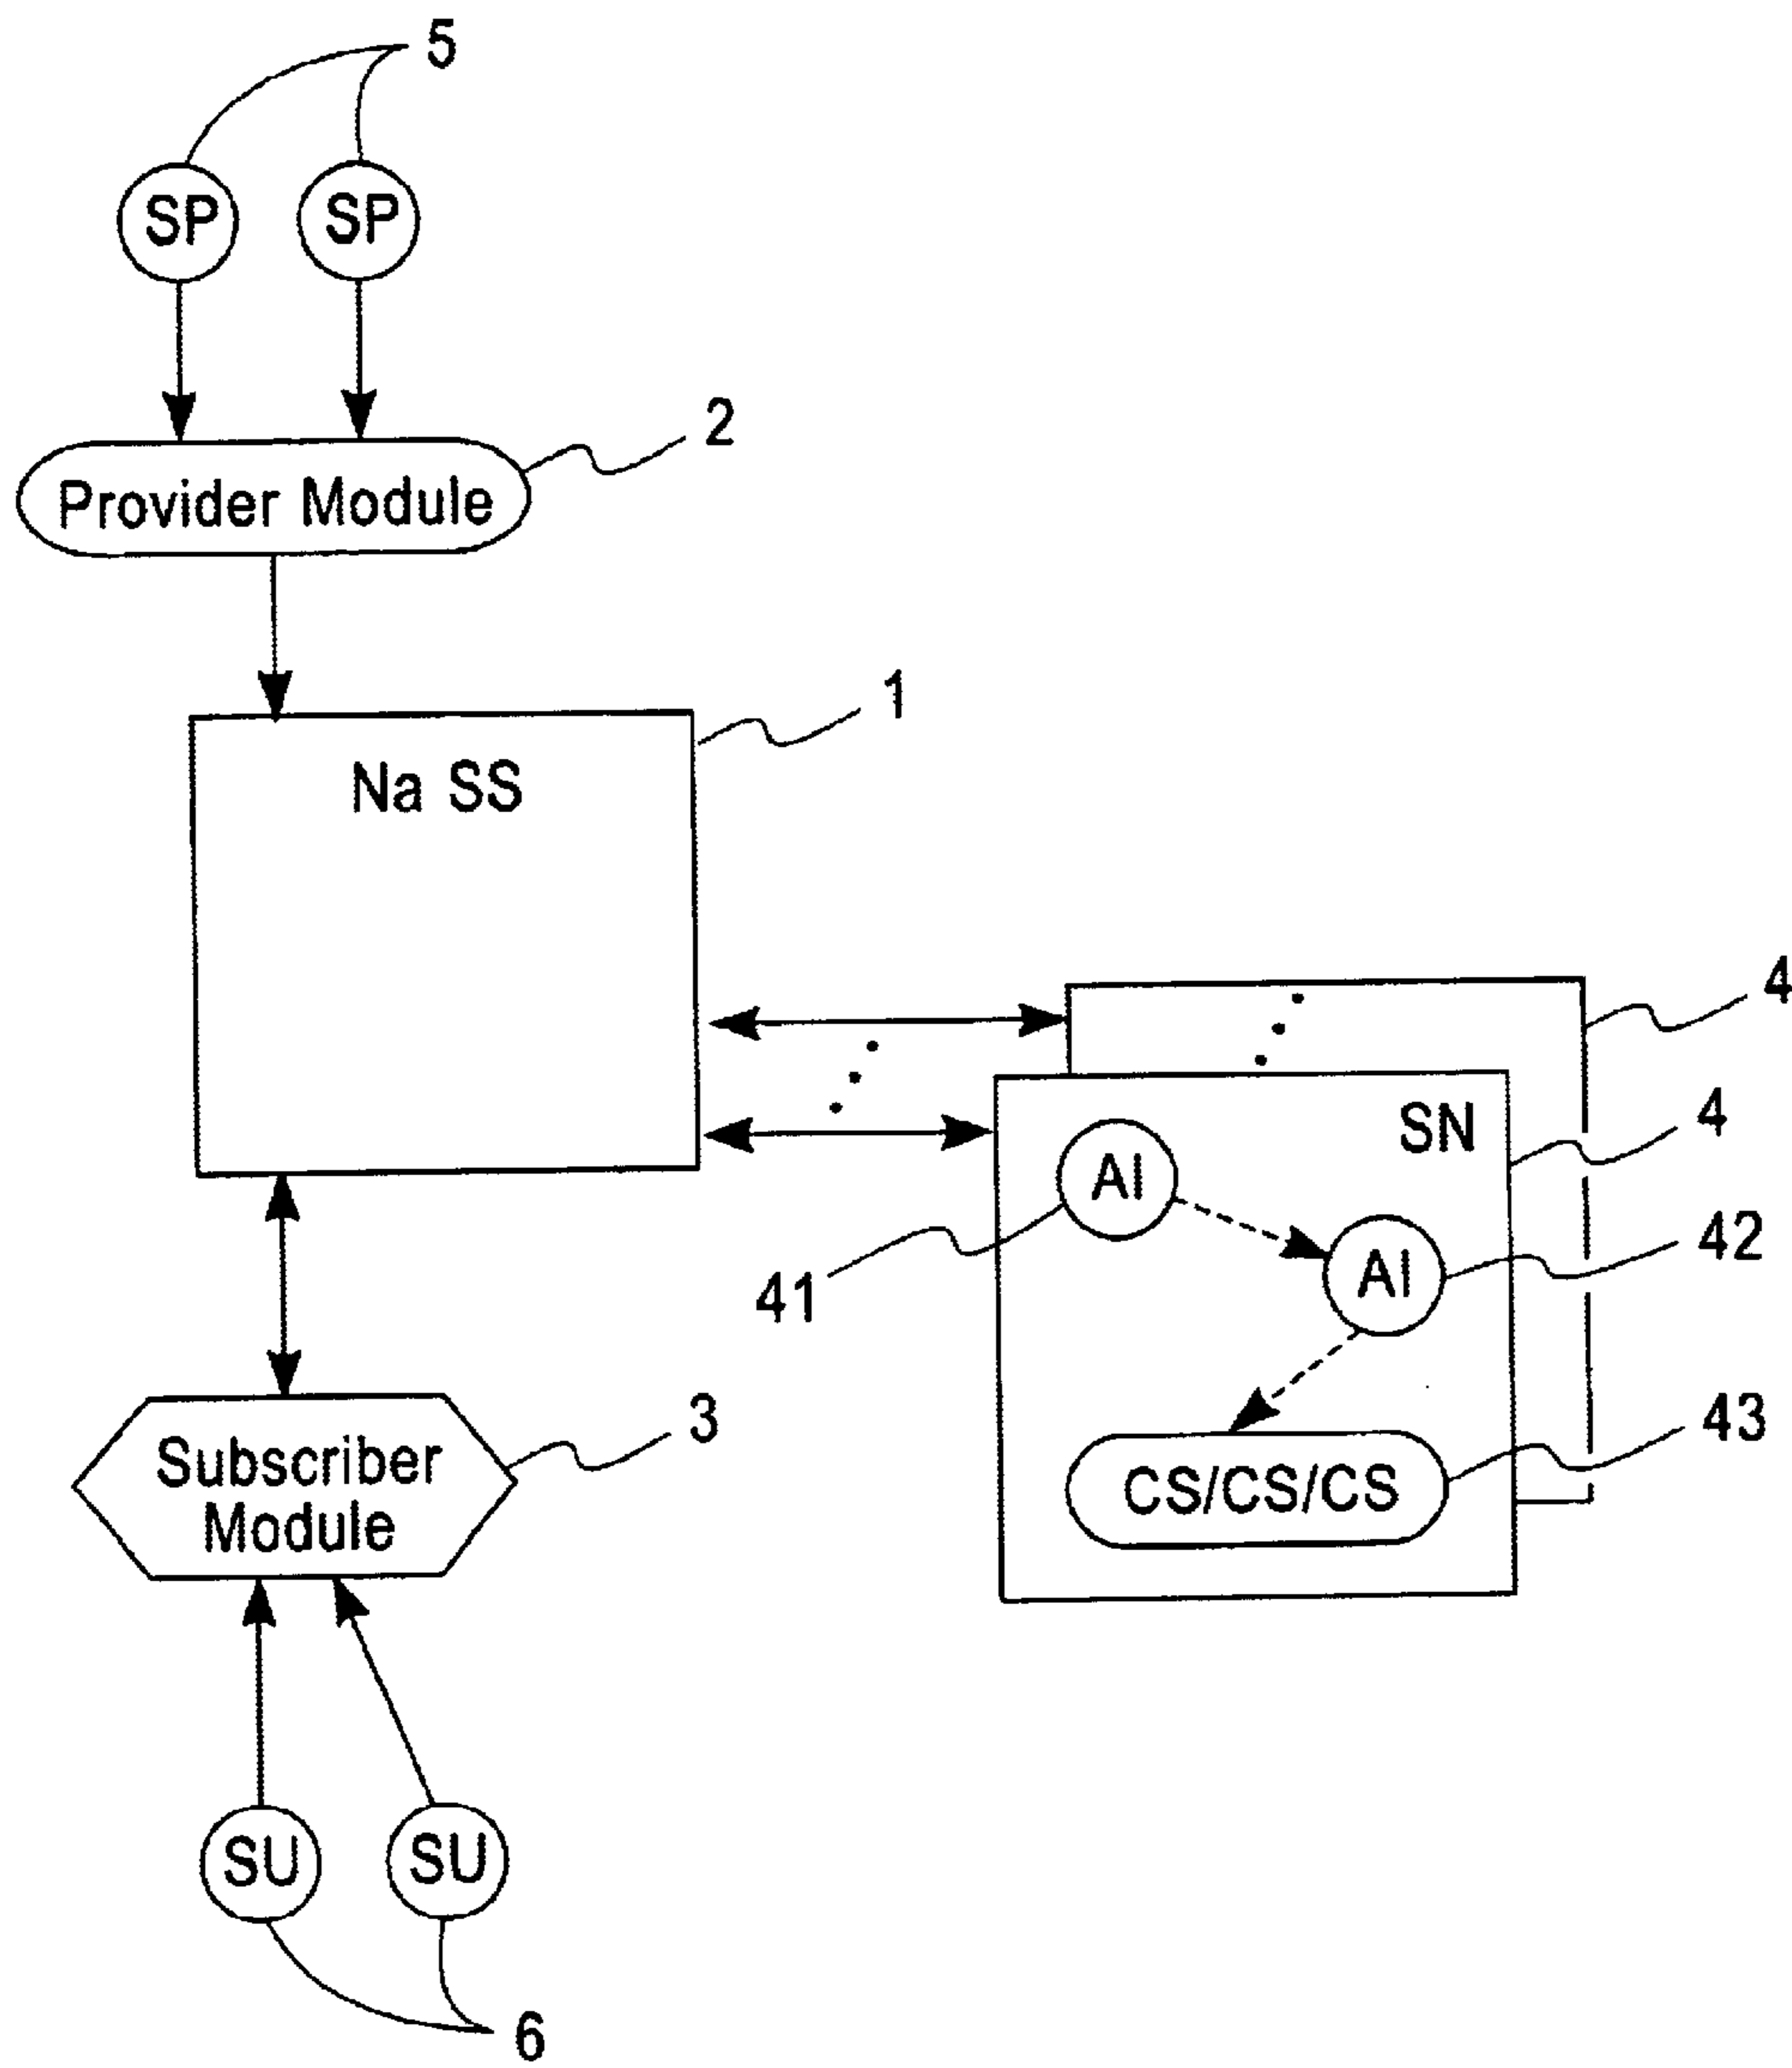 5
SP SP
2
Provider Module
1
Na SS
4
SN
4
AI
42
AI
41
43
CS/CS/CS
3
Subscriber
Module
SU SU
6